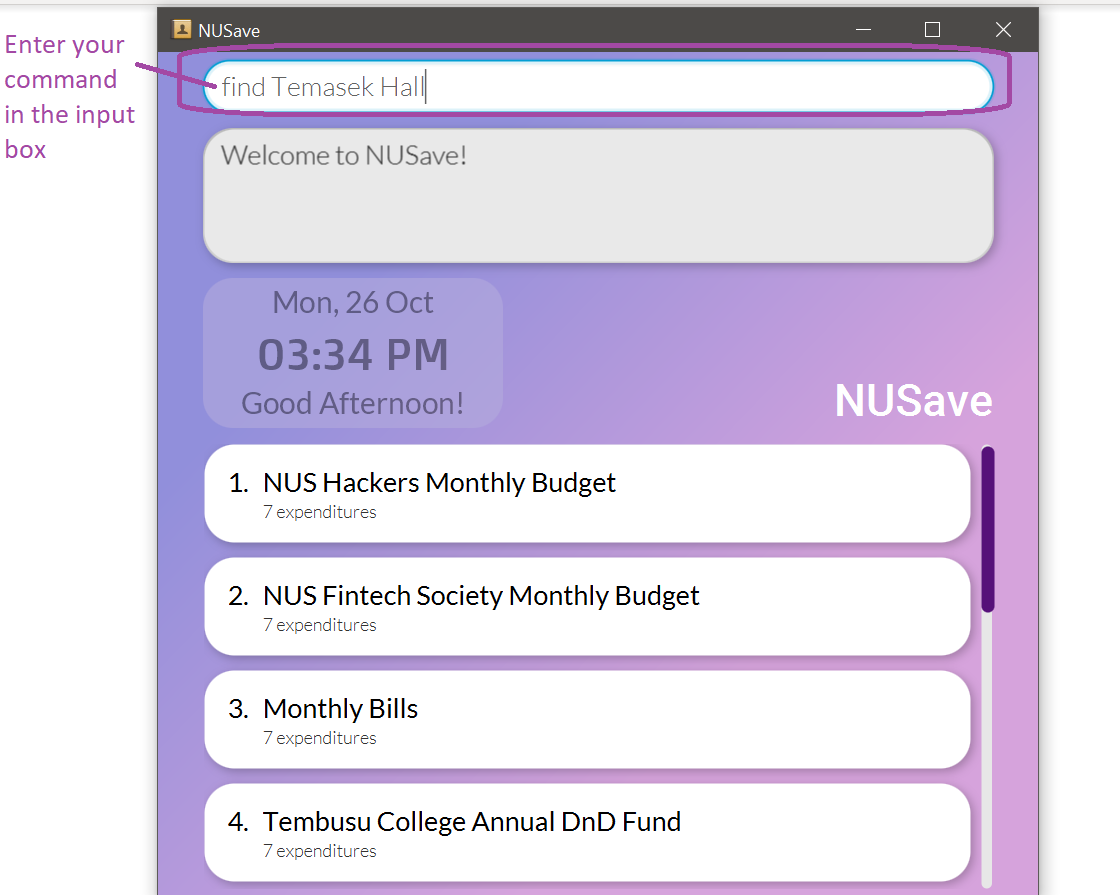 Enter your
command
in the input
box
NUSave
find Temasek Hall
Welcome to NUSave!
Mon, 26 Oct
03:34 PM
Good Afternoon!
NUSave
1. NUS Hackers Monthly Budget
7 expenditures
2. NUS Fintech Society Monthly Budget
7 expenditures
3. Monthly Bills
7 expenditures
4. Tembusu College Annual DnD Fund
7 expenditures